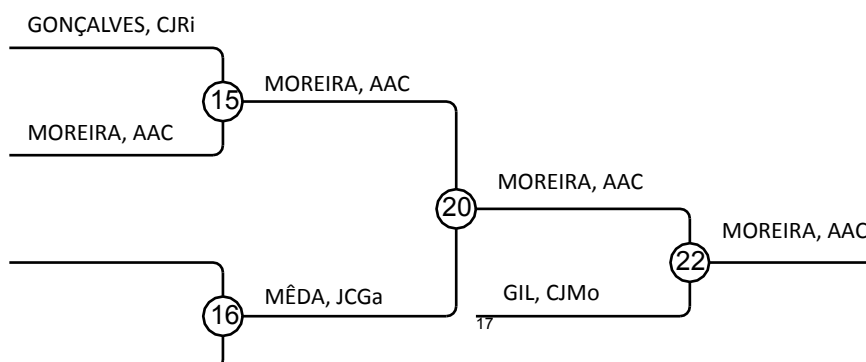 GONÇALVES, CJRi
15
MOREIRA, AAC
MOREIRA, AAC
20
MOREIRA, AAC
22
MOREIRA, AAC
16
MÊDA, JCGa
GIL, CJMo
17